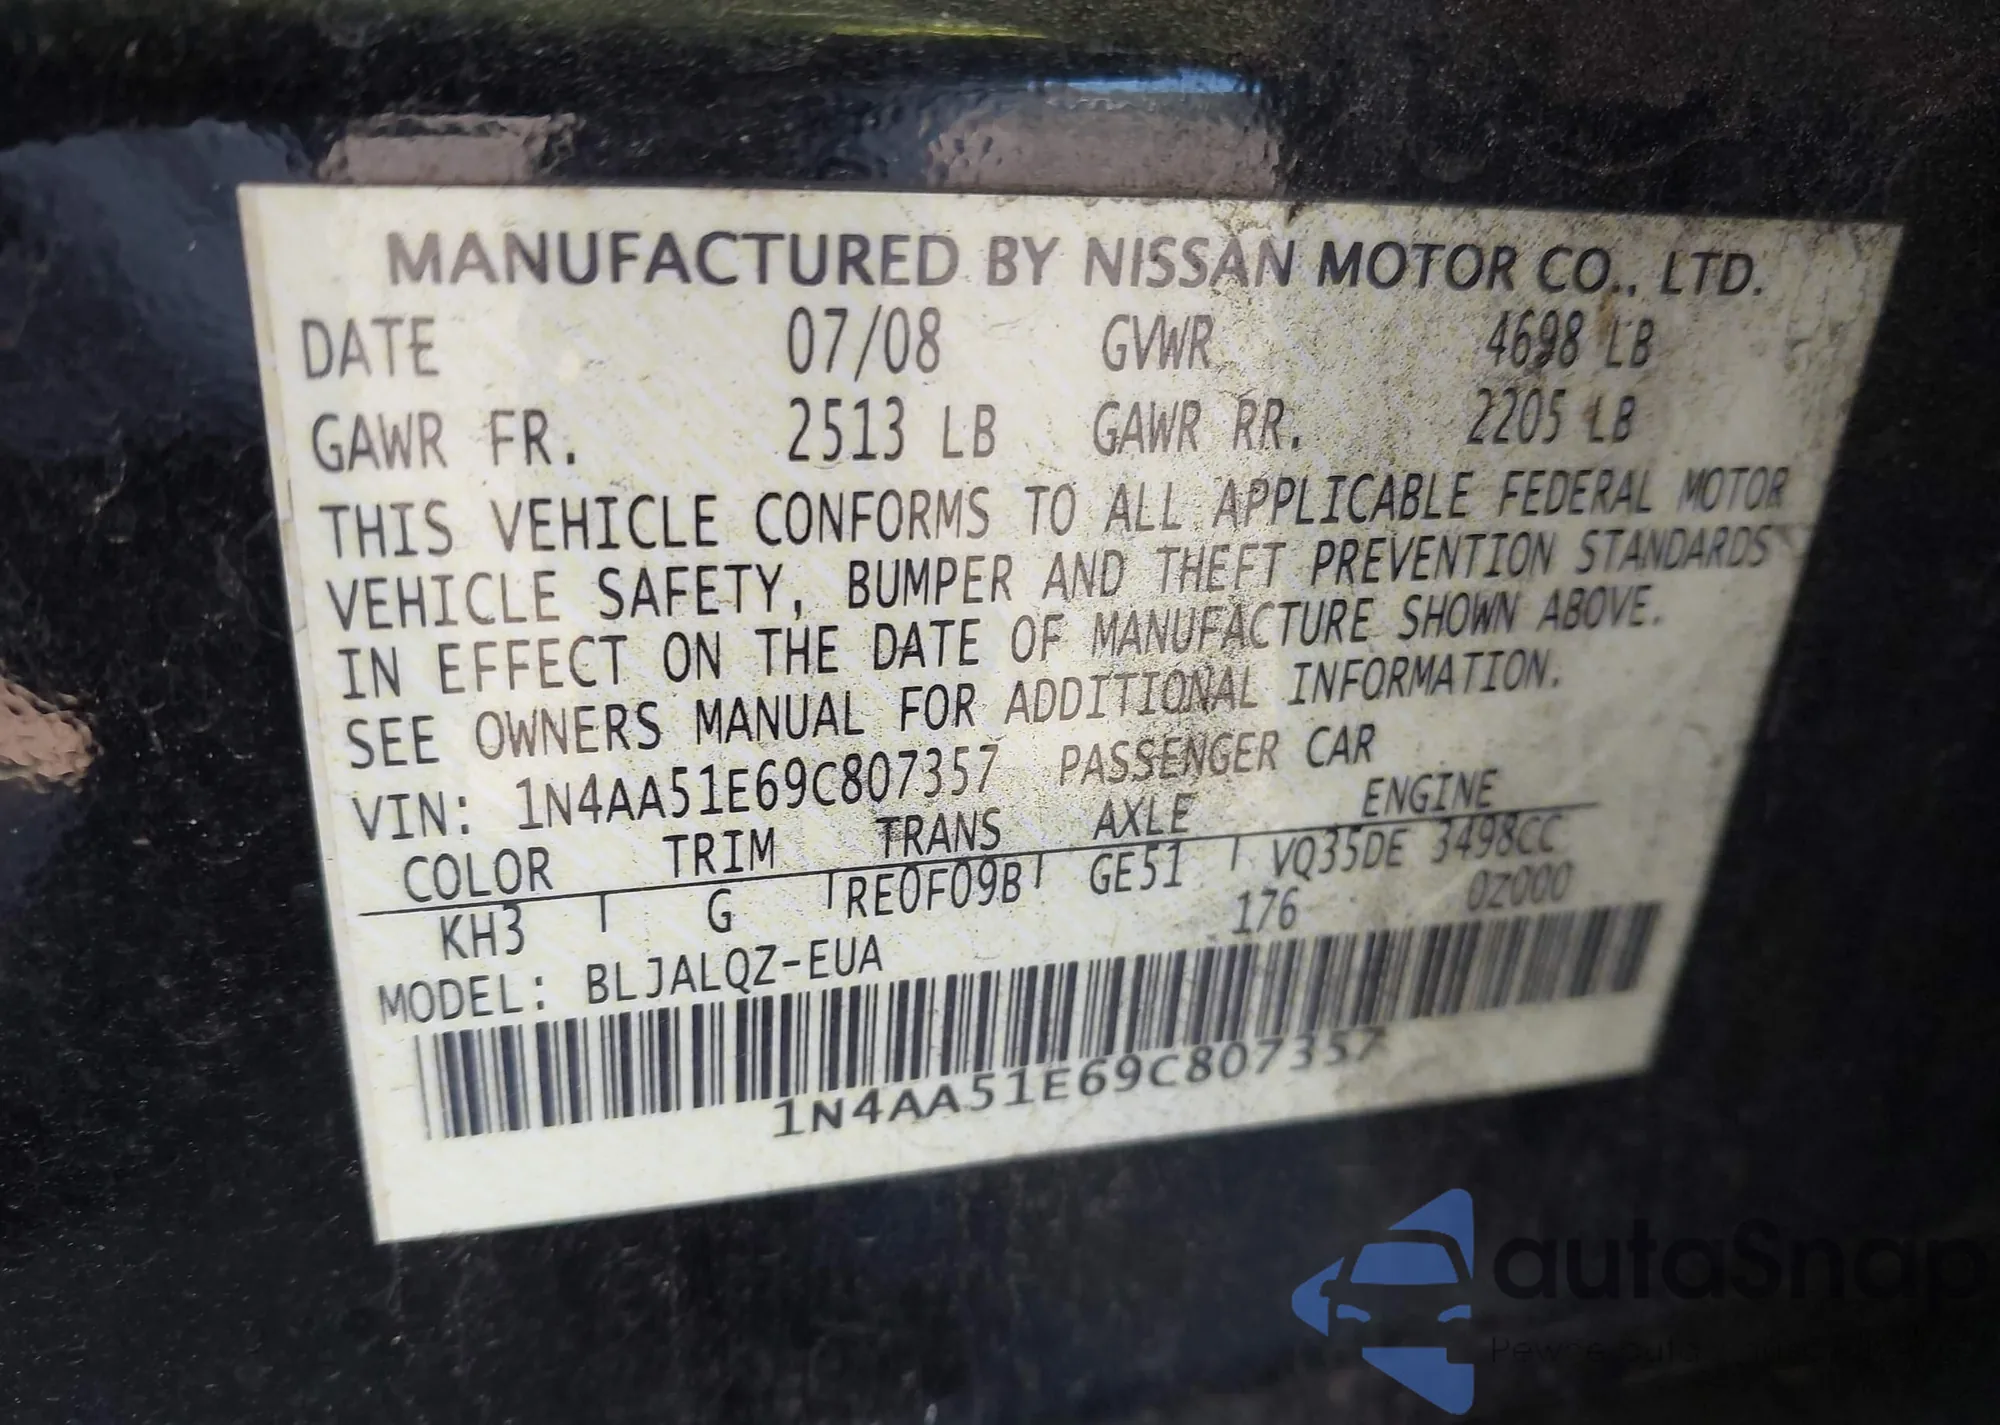 MANUFACTURED BY NISSAN MOTOR CO., LTD.
DATE 07/08 GVWR 4698 LB
GAWR FR. 2513 LB GAWR RR. 2205 LB
THIS VEHICLE CONFORMS TO ALL APPLICABLE FEDERAL MOTOR
VEHICLE SAFETY, BUMPER AND THEFT PREVENTION STANDARDS
IN EFFECT ON THE DATE OF MANUFACTURE SHOWN ABOVE.
SEE OWNERS MANUAL FOR ADDITIONAL INFORMATION.
VIN: 1N4AA51E69C807357 PASSENGER CAR
COLOR TRIM TRANS AXLE ENGINE
KH3 G RE0F09B GE51 VQ35DE 3498CC
MODEL: BLJALQZ-EUA 176 0Z000
1N4AA51E69C807357
autaSnap